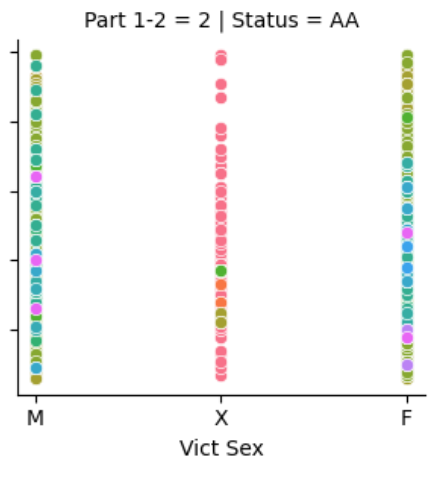 Part 1-2 = 2 | Status = AA
M X F
Vict Sex